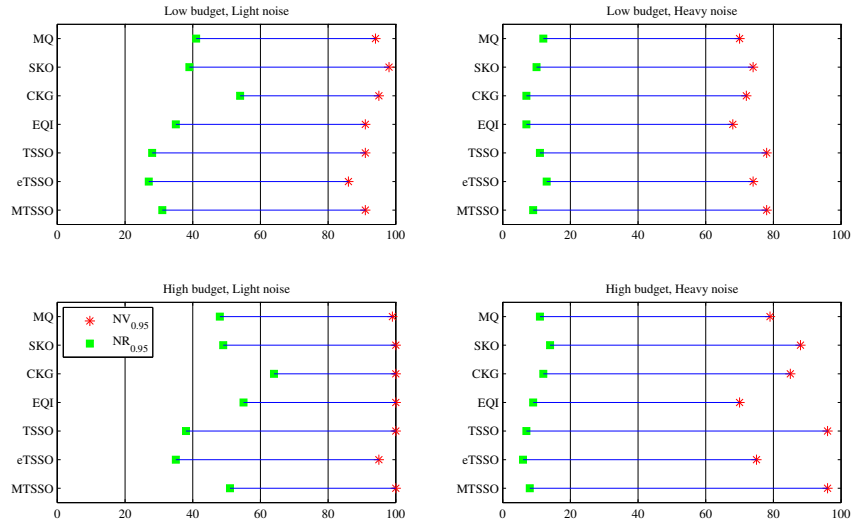 Low budget, Light noise
MQ
SKO
CKG
EQI
TSSO
eTSSO
MTSSO
0 20 40 60 80 100
Low budget, Heavy noise
MQ
SKO
CKG
EQI
TSSO
eTSSO
MTSSO
0 20 40 60 80 100
High budget, Light noise
NV0.95
NR0.95
MQ
SKO
CKG
EQI
TSSO
eTSSO
MTSSO
0 20 40 60 80 100
High budget, Heavy noise
MQ
SKO
CKG
EQI
TSSO
eTSSO
MTSSO
0 20 40 60 80 100